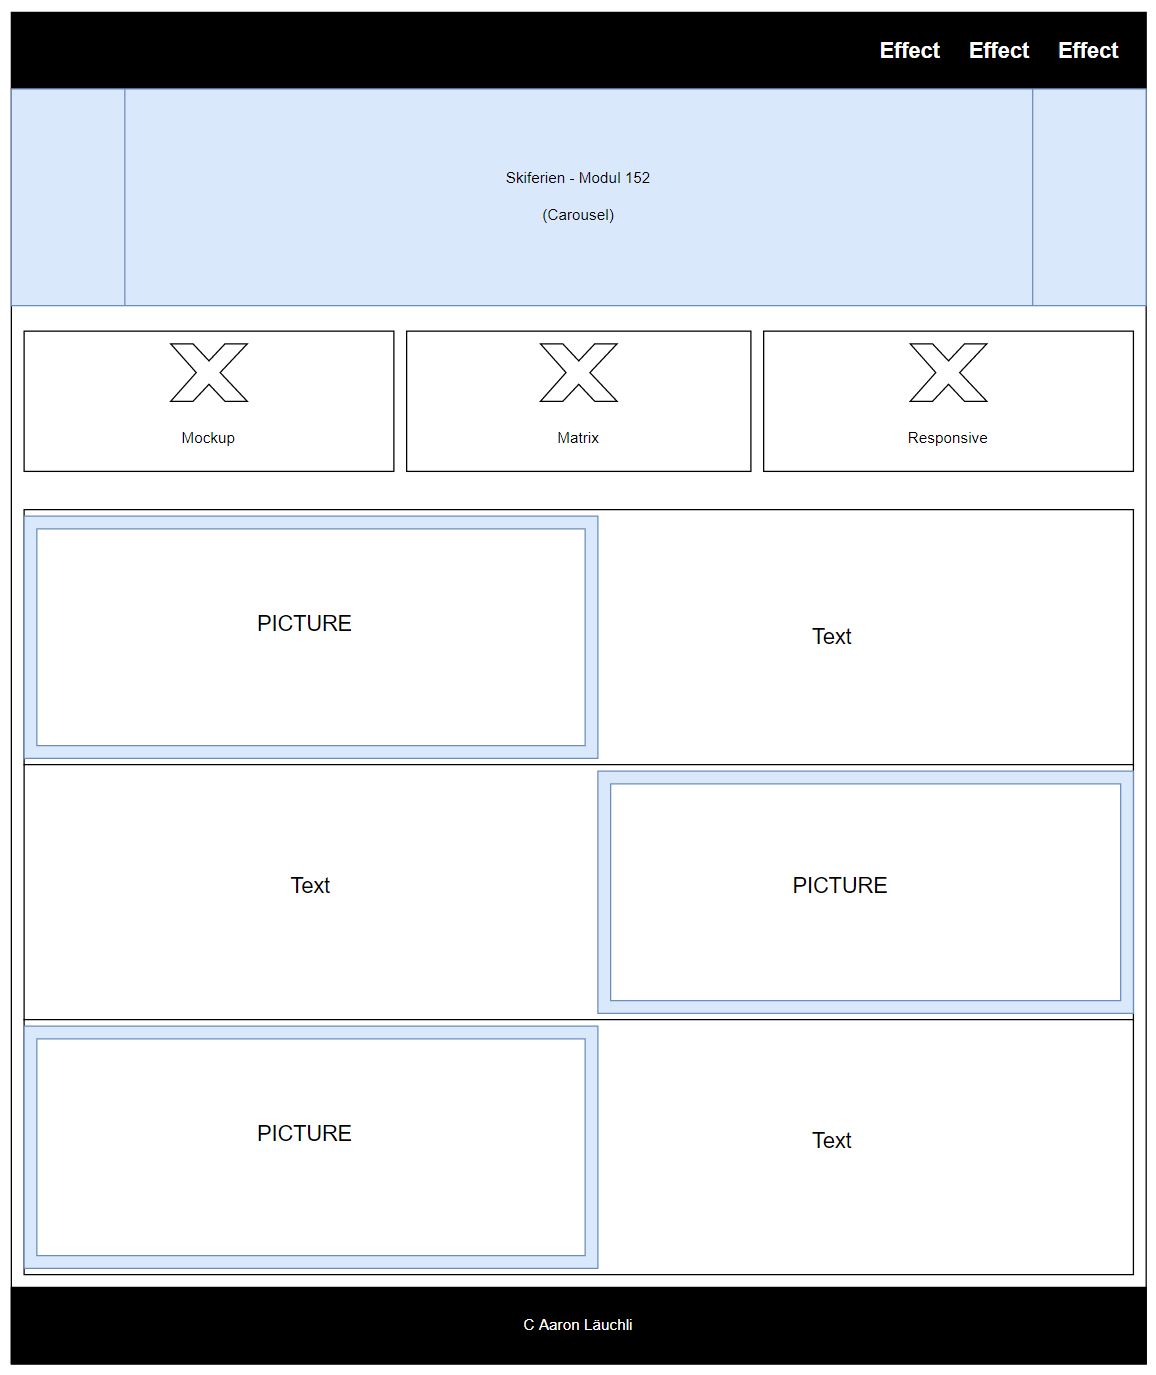 Effect Effect Effect
Skiferien - Modul 152
(Carousel)
Mockup
Matrix
Responsive
PICTURE
Text
Text
PICTURE
PICTURE
Text
C Aaron Läuchli